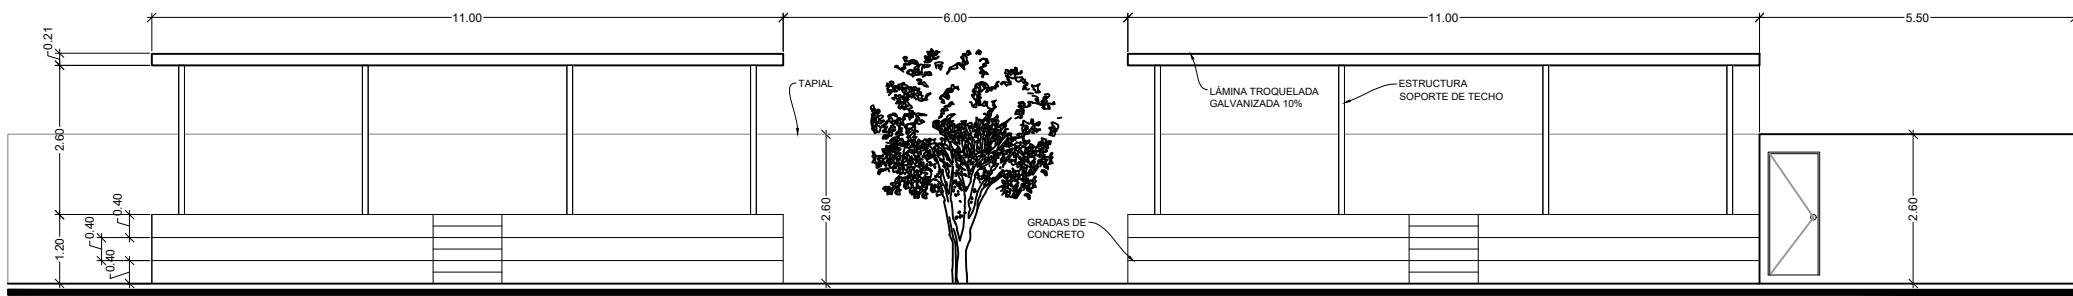 11.00
6.00
11.00
5.50
0.21
TAPIAL
LÁMINA TROQUELADA
GALVANIZADA 10%
ESTRUCTURA
SOPORTE DE TECHO
2.60
2.60
2.60
0.40
0.40
0.40
1.20
GRADAS DE
CONCRETO